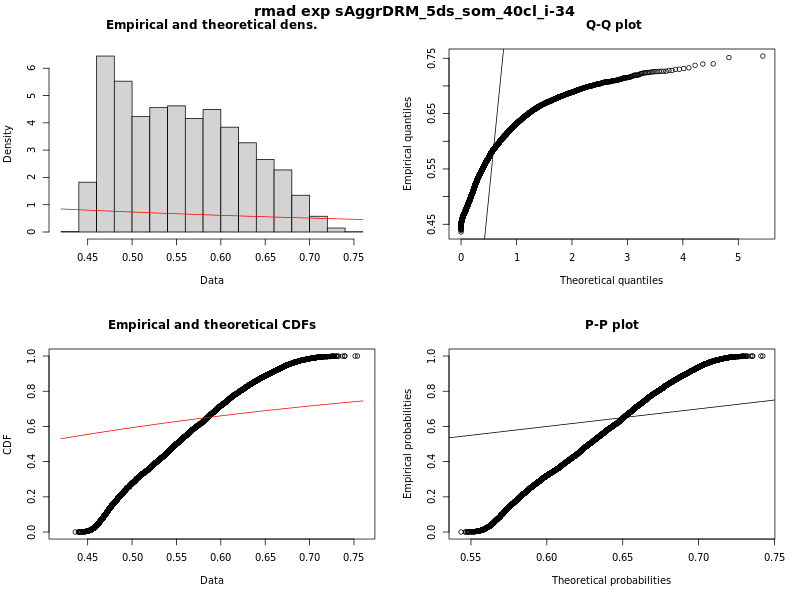 rmad exp sAggrDRM_5ds_som_40cl_i-34
Empirical and theoretical dens.
Density
0 1 2 3 4 5 6
0.45 0.50 0.55 0.60 0.65 0.70 0.75
Data
Q-Q plot
Empirical quantiles
0.45 0.55 0.65 0.75
0 1 2 3 4 5
Theoretical quantiles
Empirical and theoretical CDFs
CDF
0.0 0.2 0.4 0.6 0.8 1.0
0.45 0.50 0.55 0.60 0.65 0.70 0.75
Data
P-P plot
Empirical probabilities
0.0 0.2 0.4 0.6 0.8 1.0
0.55 0.60 0.65 0.70 0.75
Theoretical probabilities